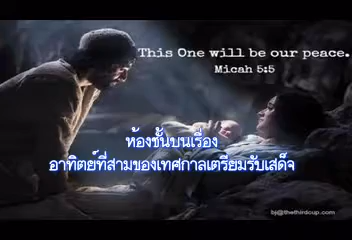 This One will be our peace.
Micah 5:5
ห้องชั้นบนเรื่อง
อาทิตย์ที่สามของเทศกาลเตรียมรับเสด็จ
bj@thethirdcup.com